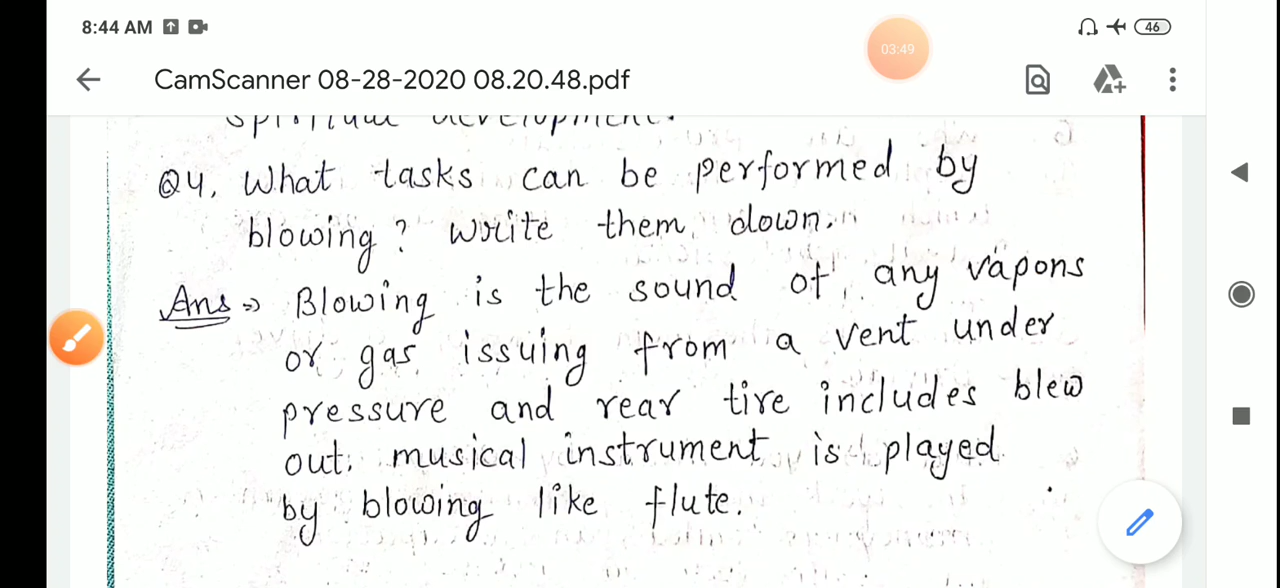 8:44 AM
46
03:49
CamScanner 08-28-2020 08.20.48.pdf
spiritual development.
Q4. What tasks can be performed by
blowing? Write them down.
Ans → Blowing is the sound of any vapons
or gas issuing from a vent under
pressure and rear tire includes blew
out. musical instrument is played
by blowing like flute.